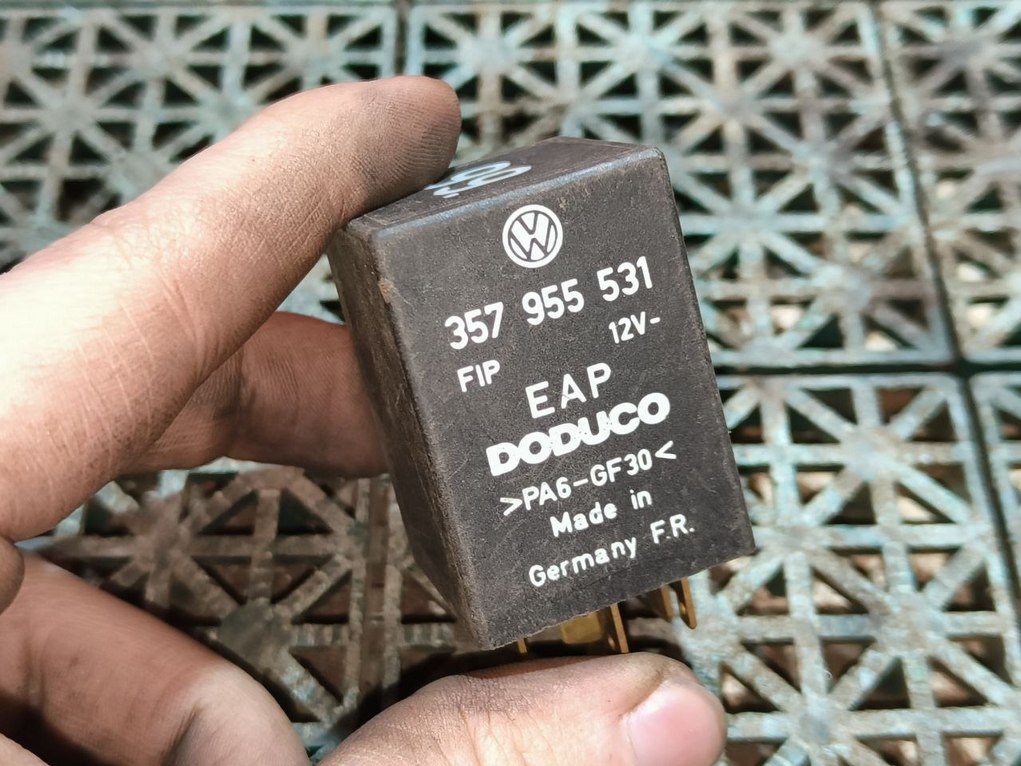 357 955 531
FIP 12V-
EAP
DODUCO
>PA6-GF30<
Made in
Germany F.R.